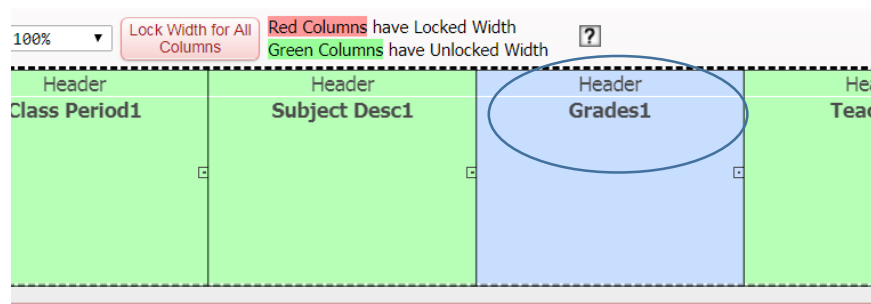 100%
Lock Width for All
Columns
Red Columns have Locked Width
Green Columns have Unlocked Width
?
Header
Header
Header
Class Period1
Subject Desc1
Grades1